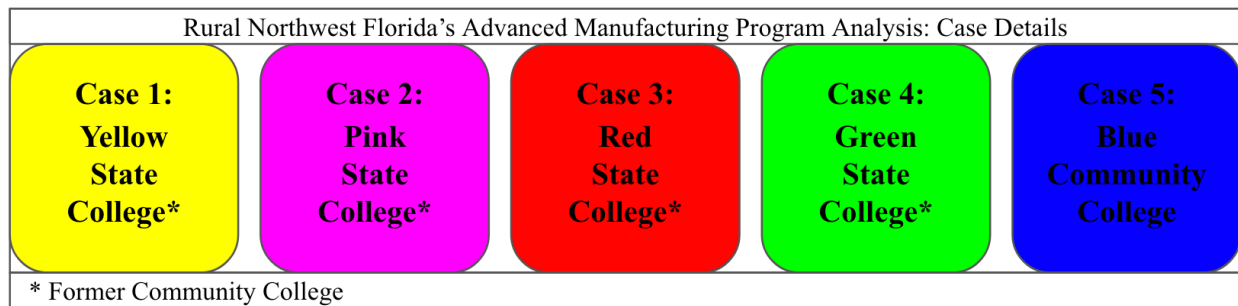 Rural Northwest Florida’s Advanced Manufacturing Program Analysis: Case Details
Case 1:
Yellow
State
College*
Case 2:
Pink
State
College*
Case 3:
Red
State
College*
Case 4:
Green
State
College*
Case 5:
Blue
Community
College
* Former Community College